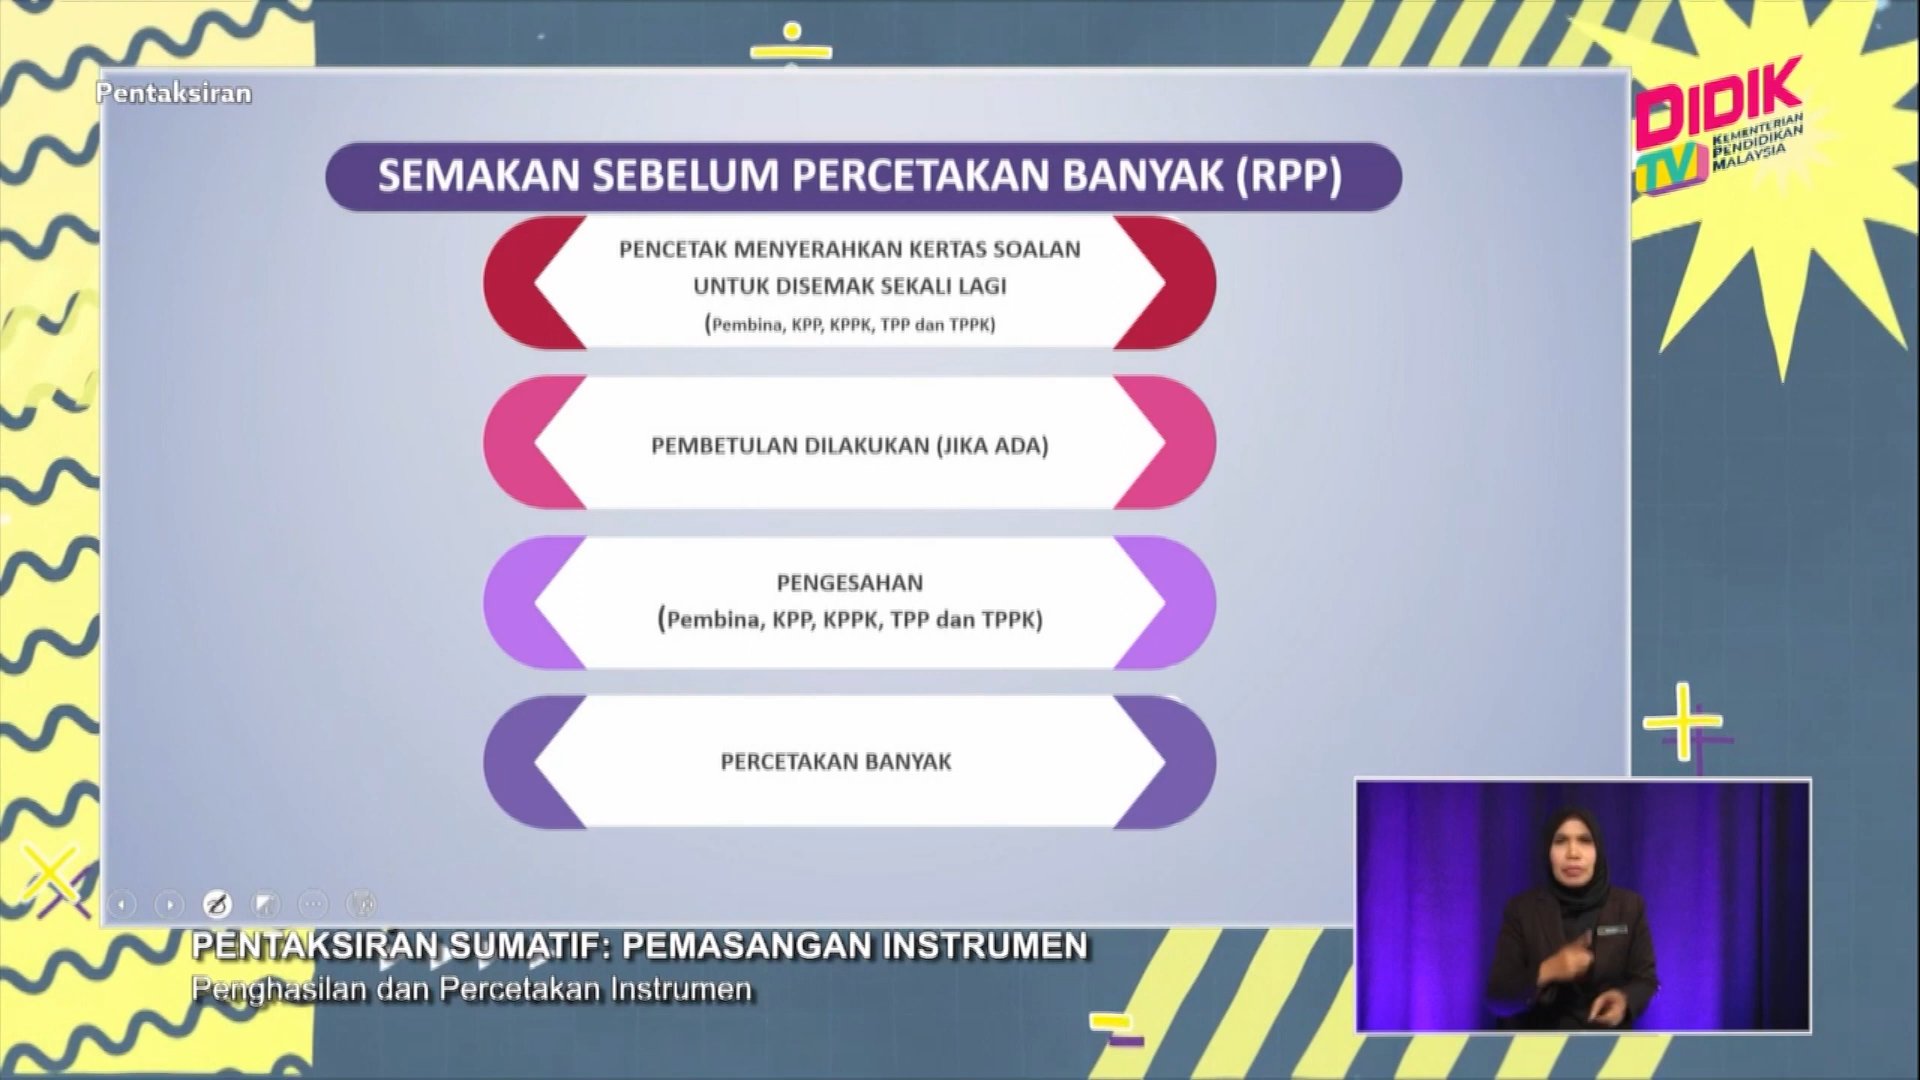 Pentaksiran
DIDIK
TV
KEMENTERIAN
PENDIDIKAN
MALAYSIA
SEMAKAN SEBELUM PERCETAKAN BANYAK (RPP)
PENCETAK MENYERAHKAN KERTAS SOALAN
UNTUK DISEMAK SEKALI LAGI
(Pembina, KPP, KPPK, TPP dan TPPK)
PEMBETULAN DILAKUKAN (JIKA ADA)
PENGESAHAN
(Pembina, KPP, KPPK, TPP dan TPPK)
PERCETAKAN BANYAK
PENTAKSIRAN SUMATIF: PEMASANGAN INSTRUMEN
Penghasilan dan Percetakan Instrumen